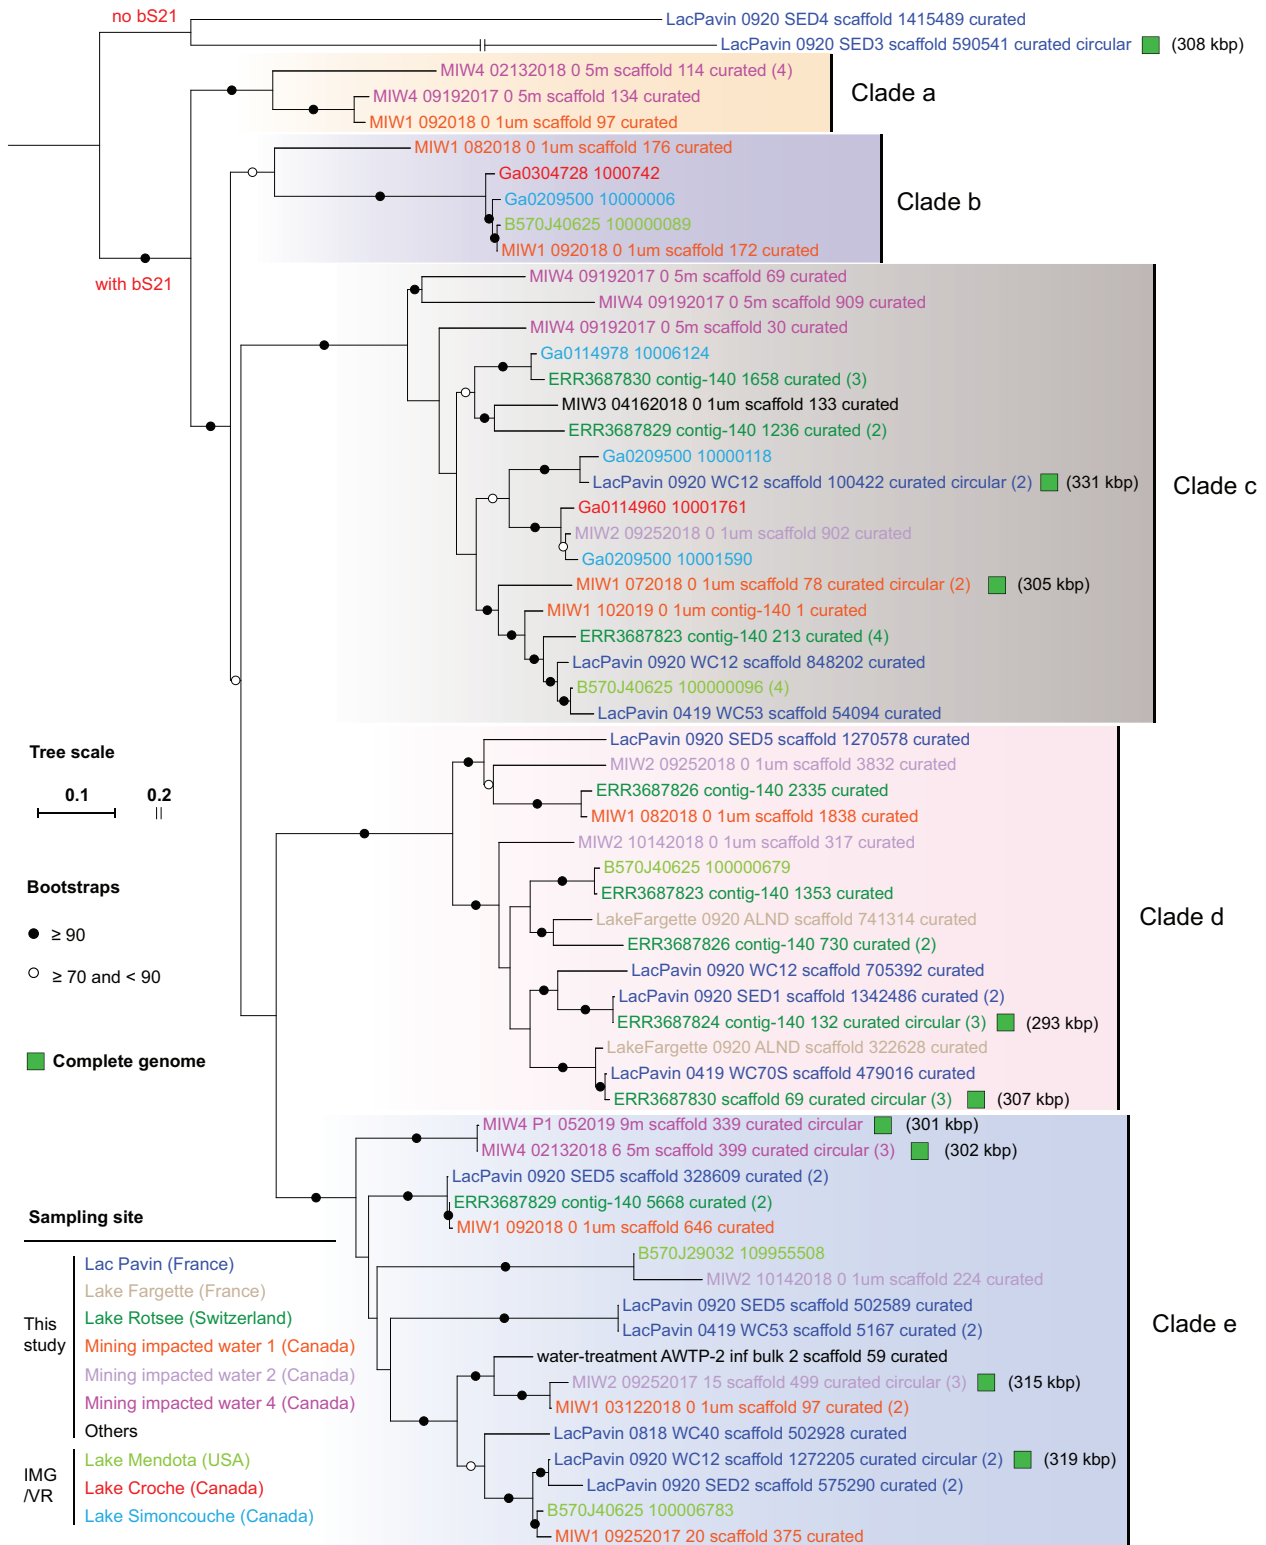 no bS21
LacPavin 0920 SED4 scaffold 1415489 curated
LacPavin 0920 SED3 scaffold 590541 curated circular (308 kbp)
MIW4 02132018 0 5m scaffold 114 curated (4)
Clade a
MIW4 09192017 0 5m scaffold 134 curated
MIW1 092018 0 1um scaffold 97 curated
MIW1 082018 0 1um scaffold 176 curated
Ga0304728 1000742
Ga0209500 10000006
Clade b
B570J40625 100000089
MIW1 092018 0 1um scaffold 172 curated
with bS21
MIW4 09192017 0 5m scaffold 69 curated
MIW4 09192017 0 5m scaffold 909 curated
MIW4 09192017 0 5m scaffold 30 curated
Ga0114978 10006124
ERR3687830 contig-140 1658 curated (3)
MIW3 04162018 0 1um scaffold 133 curated
ERR3687829 contig-140 1236 curated (2)
Ga0209500 10000118
LacPavin 0920 WC12 scaffold 100422 curated circular (2) (331 kbp)
Clade c
Ga0114960 10001761
MIW2 09252018 0 1um scaffold 902 curated
Ga0209500 10001590
MIW1 072018 0 1um scaffold 78 curated circular (2) (305 kbp)
MIW1 102019 0 1um contig-140 1 curated
ERR3687823 contig-140 213 curated (4)
LacPavin 0920 WC12 scaffold 848202 curated
B570J40625 100000096 (4)
LacPavin 0419 WC53 scaffold 54094 curated
LacPavin 0920 SED5 scaffold 1270578 curated
MIW2 09252018 0 1um scaffold 3832 curated
ERR3687826 contig-140 2335 curated
MIW1 082018 0 1um scaffold 1838 curated
MIW2 10142018 0 1um scaffold 317 curated
B570J40625 100000679
ERR3687823 contig-140 1353 curated
LakeFargette 0920 ALND scaffold 741314 curated
Clade d
ERR3687826 contig-140 730 curated (2)
LacPavin 0920 WC12 scaffold 705392 curated
LacPavin 0920 SED1 scaffold 1342486 curated (2)
ERR3687824 contig-140 132 curated circular (3) (293 kbp)
LakeFargette 0920 ALND scaffold 322628 curated
LacPavin 0419 WC70S scaffold 479016 curated
ERR3687830 scaffold 69 curated circular (3) (307 kbp)
MIW4 P1 052019 9m scaffold 339 curated circular (301 kbp)
MIW4 02132018 6 5m scaffold 399 curated circular (3) (302 kbp)
LacPavin 0920 SED5 scaffold 328609 curated (2)
ERR3687829 contig-140 5668 curated (2)
MIW1 092018 0 1um scaffold 646 curated
B570J29032 109955508
MIW2 10142018 0 1um scaffold 224 curated
LacPavin 0920 SED5 scaffold 502589 curated
Clade e
LacPavin 0419 WC53 scaffold 5167 curated (2)
water-treatment AWTP-2 inf bulk 2 scaffold 59 curated
MIW2 09252017 15 scaffold 499 curated circular (3) (315 kbp)
MIW1 03122018 0 1um scaffold 97 curated (2)
LacPavin 0818 WC40 scaffold 502928 curated
LacPavin 0920 WC12 scaffold 1272205 curated circular (2) (319 kbp)
LacPavin 0920 SED2 scaffold 575290 curated (2)
B570J40625 100006783
MIW1 09252017 20 scaffold 375 curated
Tree scale
0.1 0.2
Bootstraps
≥ 90
≥ 70 and < 90
Complete genome
Sampling site
This
study
Lac Pavin (France)
Lake Fargette (France)
Lake Rotsee (Switzerland)
Mining impacted water 1 (Canada)
Mining impacted water 2 (Canada)
Mining impacted water 4 (Canada)
Others
IMG
/VR
Lake Mendota (USA)
Lake Croche (Canada)
Lake Simoncouche (Canada)